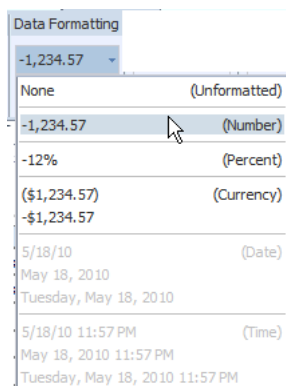 Data Formatting
-1,234.57
None (Unformatted)
-1,234.57 (Number)
-12% (Percent)
($1,234.57) (Currency)
-$1,234.57
5/18/10 (Date)
May 18, 2010
Tuesday, May 18, 2010
5/18/10 11:57 PM (Time)
May 18, 2010 11:57 PM
Tuesday, May 18, 2010 11:57 PM